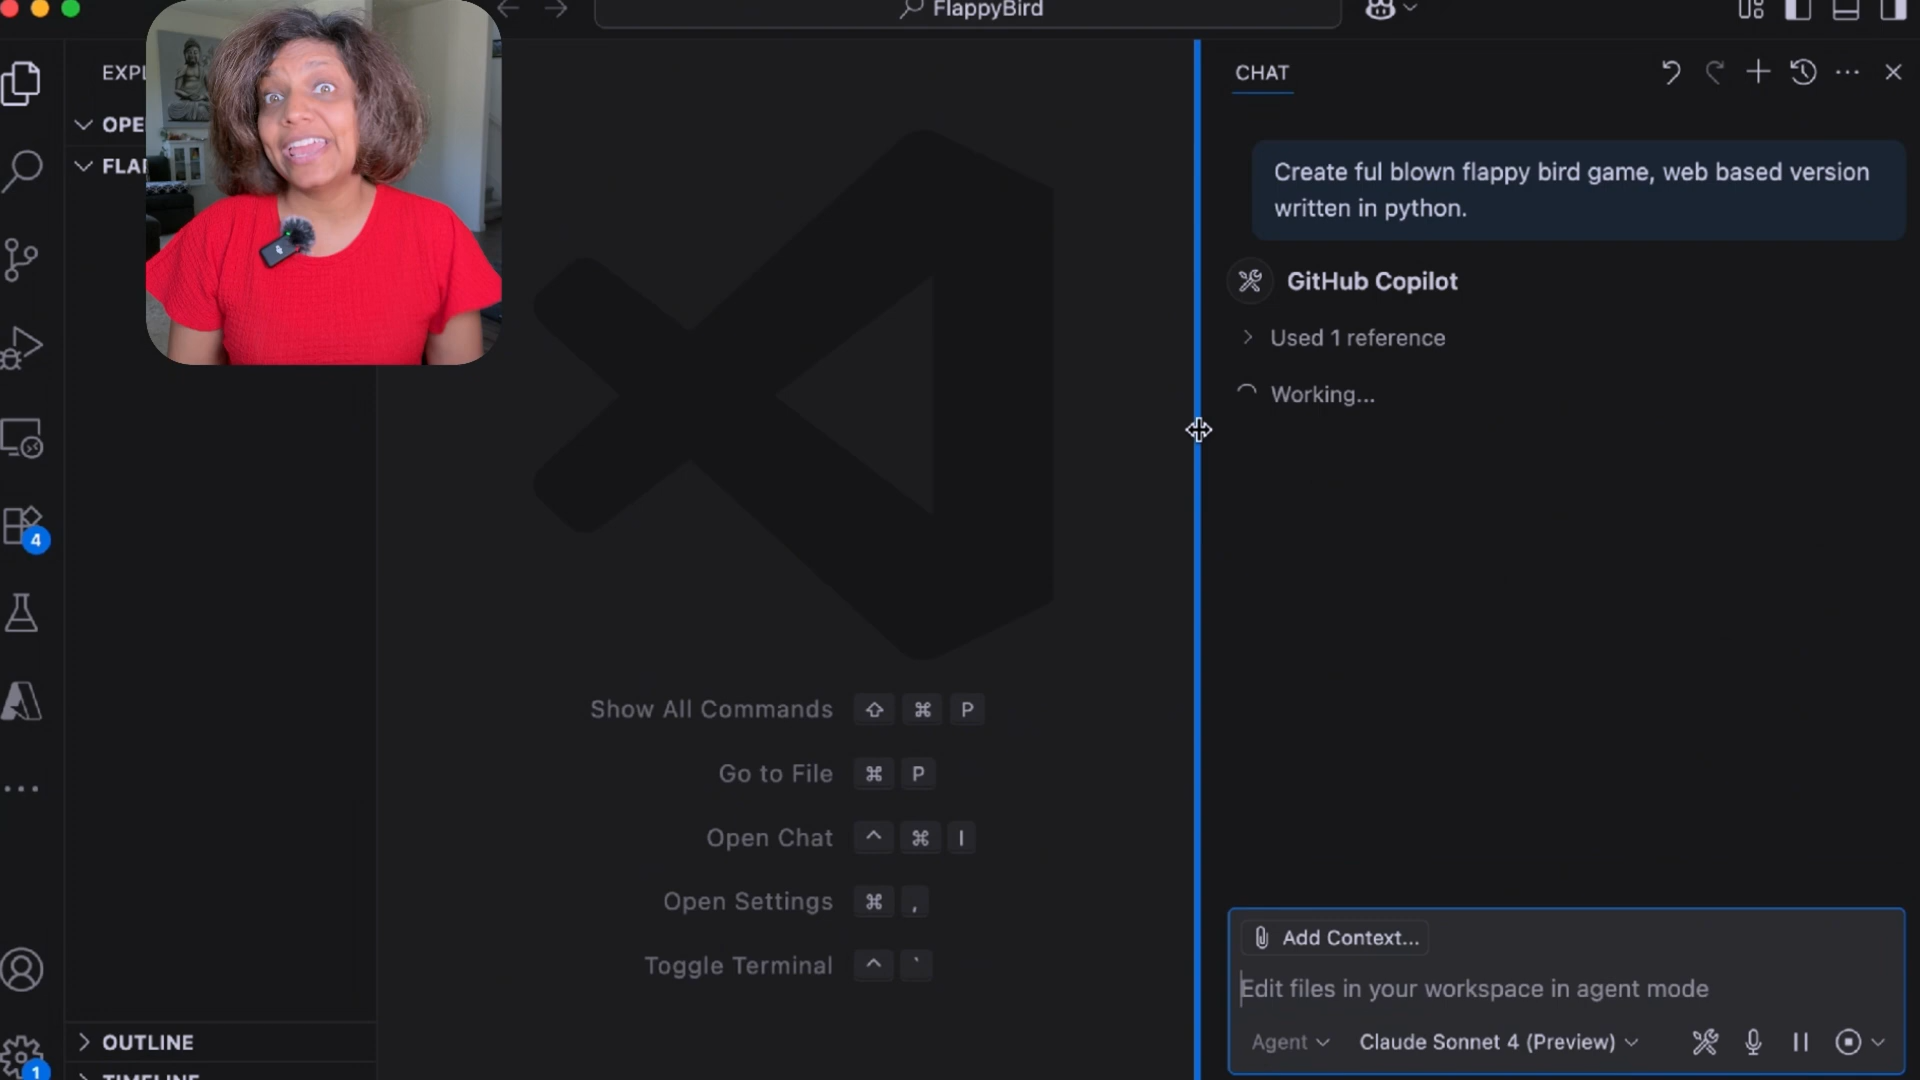 FlappyBird
EXPL
OPE
FLA
CHAT
Create ful blown flappy bird game, web based version
written in python.
GitHub Copilot
Used 1 reference
Working...
4
Show All Commands ⇧ ⌘ P
Go to File ⌘ P
Open Chat ^ ⌘ I
Open Settings ⌘ ,
Toggle Terminal ^ `
Add Context...
Edit files in your workspace in agent mode
Agent
Claude Sonnet 4 (Preview)
OUTLINE
TIMELINE
1